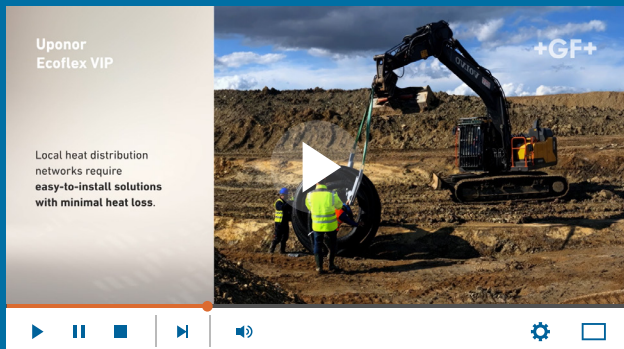 Uponor
Ecoflex VIP
+GF+
Local heat distribution
networks require
easy-to-install solutions
with minimal heat loss.